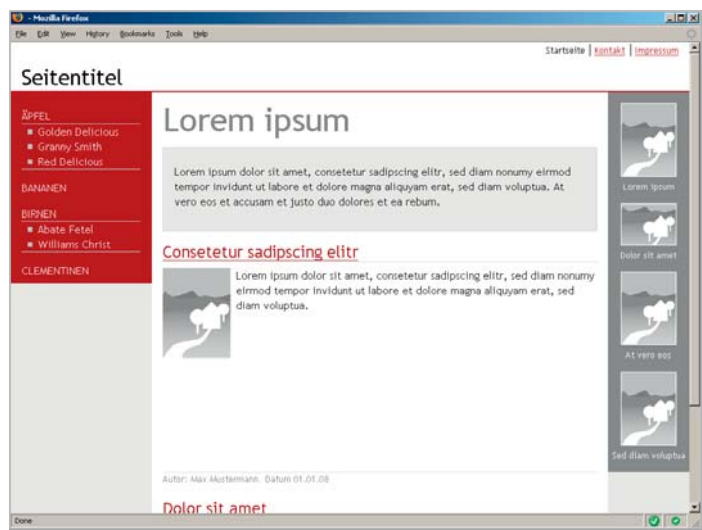 - Mozilla Firefox
File Edit View History Bookmarks Tools Help
Startseite | Kontakt | Impressum
Seitentitel
ÄPFEL
Golden Delicious
Granny Smith
Red Delicious
BANANEN
BIRNEN
Abate Fetel
Williams Christ
CLEMENTINEN
Lorem ipsum
Lorem ipsum dolor sit amet, consetetur sadipscing elitr, sed diam nonumy eirmod
tempor invidunt ut labore et dolore magna aliquyam erat, sed diam voluptua. At
vero eos et accusam et justo duo dolores et ea rebum.
Consetetur sadipscing elitr
Lorem ipsum dolor sit amet, consetetur sadipscing elitr, sed diam nonumy
eirmod tempor invidunt ut labore et dolore magna aliquyam erat, sed
diam voluptua.
Autor: Max Mustermann. Datum 01.01.08
Dolor sit amet
Lorem ipsum
Dolor sit amet
At vero eos
Sed diam voluptua
Done